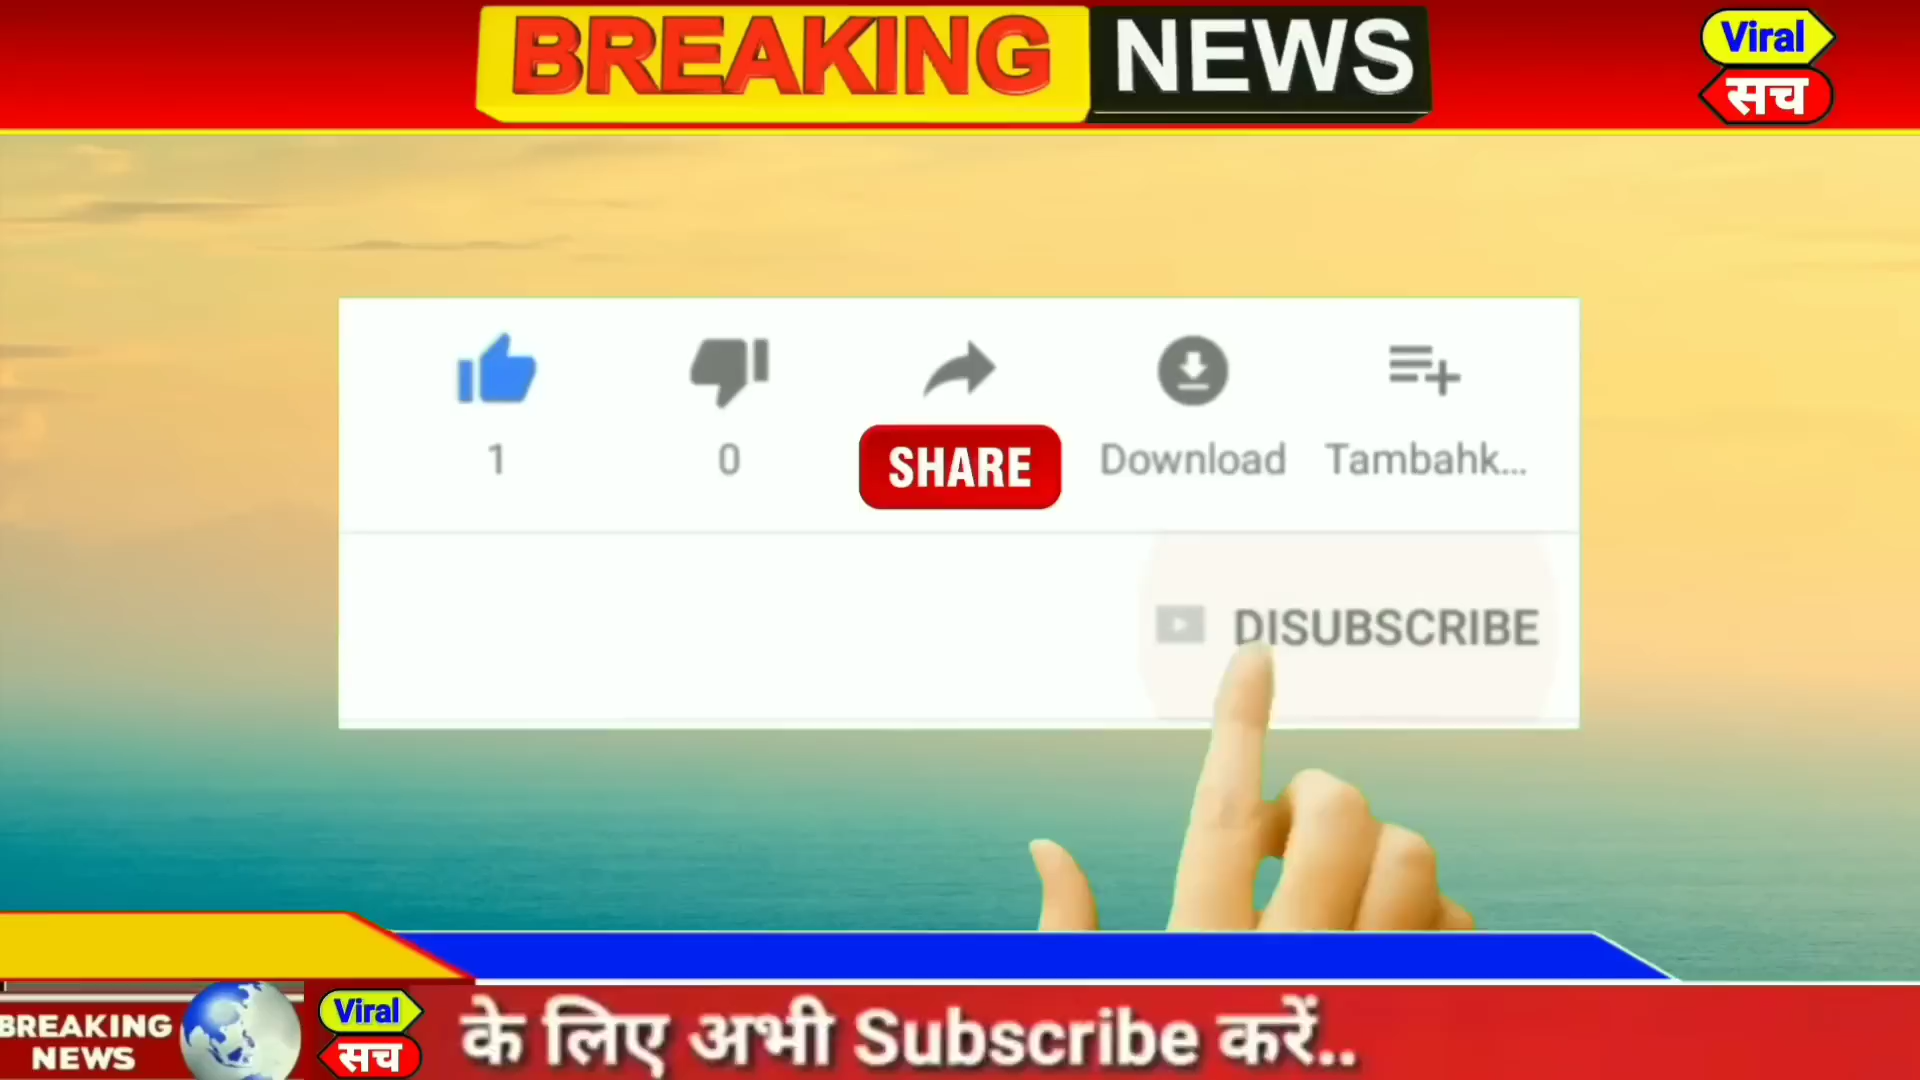 BREAKING NEWS
Viral
सच
1
0
SHARE
Download
Tambahk...
DISUBSCRIBE
BREAKING
NEWS
Viral
सच
के लिए अभी Subscribe करें..